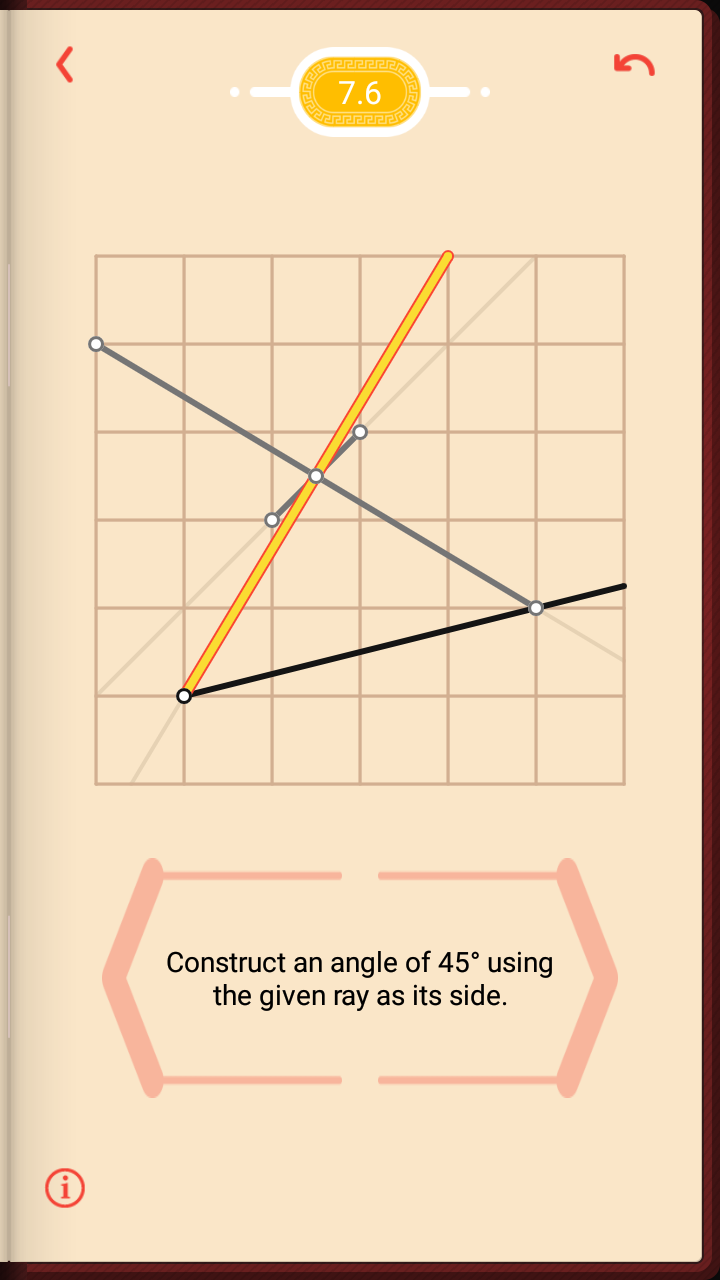 7.6
Construct an angle of 45° using
the given ray as its side.
i